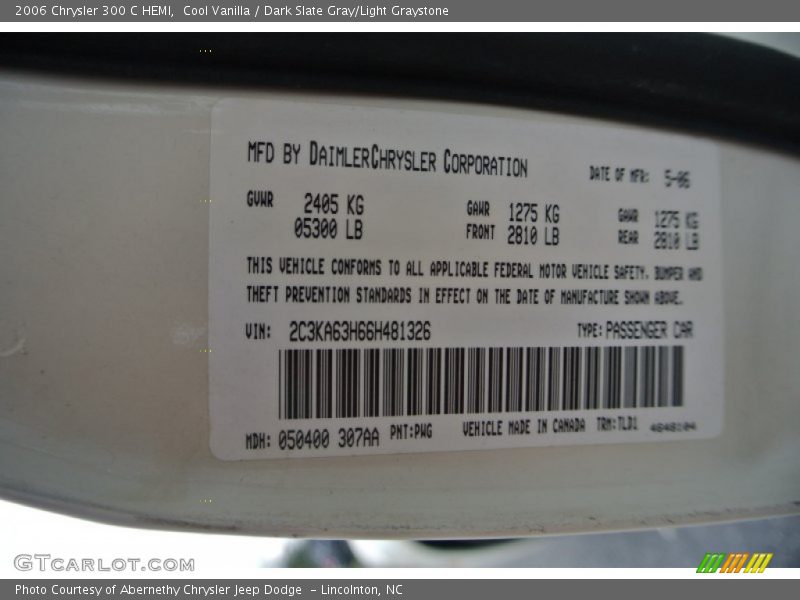 2006 Chrysler 300 C HEMI, Cool Vanilla / Dark Slate Gray/Light Graystone
MFD BY DAIMLERCHRYSLER CORPORATION
DATE OF MFR: 5-06
GVWR 2405 KG GAWR 1275 KG GAWR 1275 KG
05300 LB FRONT 2810 LB REAR 2810 LB
THIS VEHICLE CONFORMS TO ALL APPLICABLE FEDERAL MOTOR VEHICLE SAFETY, BUMPER AND
THEFT PREVENTION STANDARDS IN EFFECT ON THE DATE OF MANUFACTURE SHOWN ABOVE.
VIN: 2C3KA63H66H481326 TYPE: PASSENGER CAR
MDH: 050400 307AA PNT:PWG VEHICLE MADE IN CANADA TRM:TLD1 4648104
GTCARLOT.COM
Photo Courtesy of Abernethy Chrysler Jeep Dodge - Lincolnton, NC